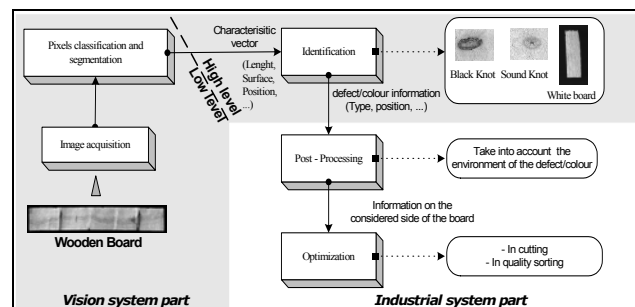 Pixels classification and
segmentation
Characterisitic
vector
(Lenght,
Surface,
Position,
...)
High level
Low level
Identification
Black Knot
Sound Knot
White board
defect/colour information
(Type, position, ...)
Image acquisition
Post - Processing
Take into account the
environment of the defect/colour
Wooden Board
Information on the
considered side of the board
Optimization
- In cutting
- In quality sorting
Vision system part
Industrial system part